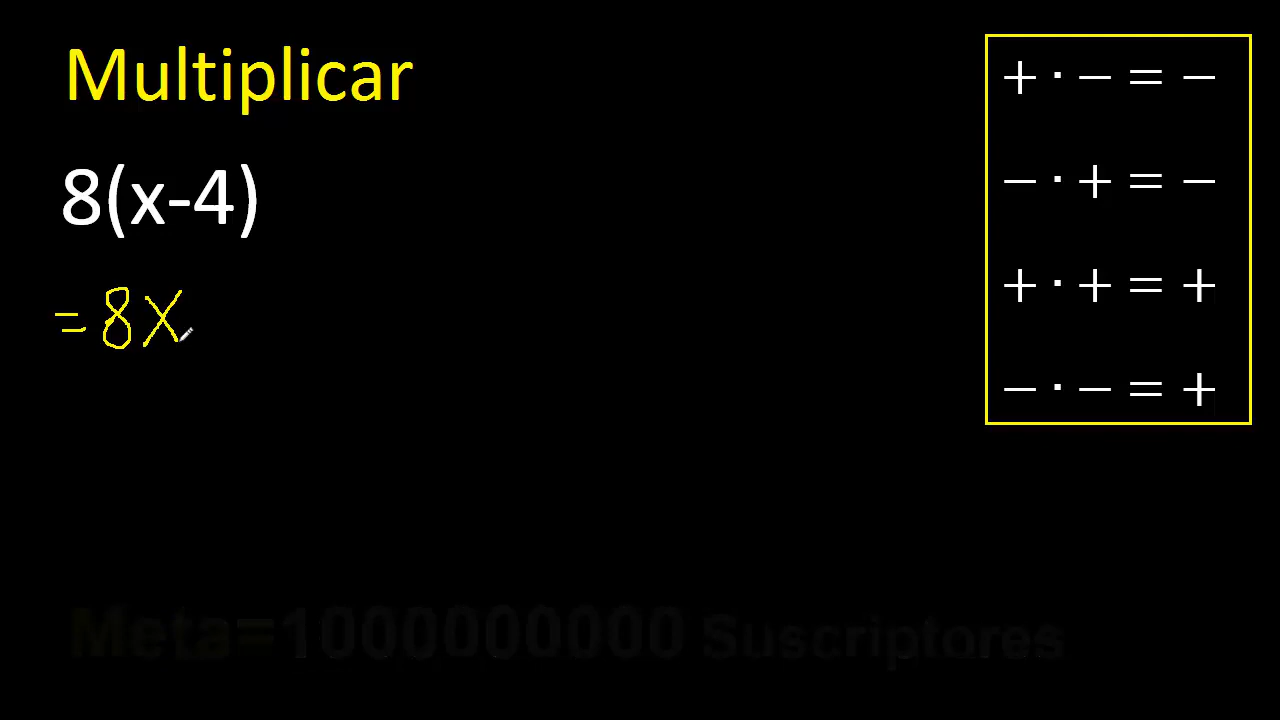 Multiplicar
8(x-4)
= 8x
+ · − = −
− · + = −
+ · + = +
− · − = +
Meta=1000000000 Suscriptores